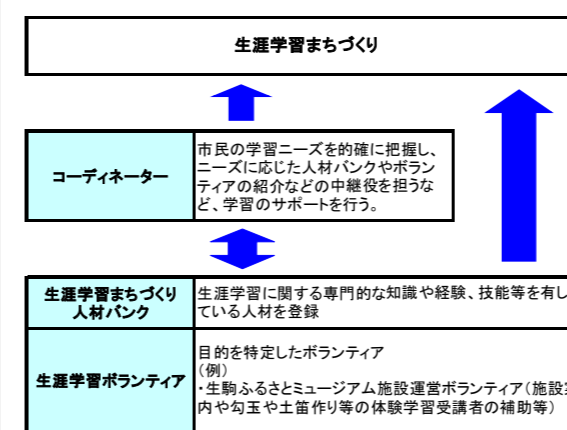 生涯学習まちづくり
コーディネーター
市民の学習ニーズを的確に把握し、
ニーズに応じた人材バンクやボラン
ティアの紹介などの中継役を担うな
ど、学習のサポートを行う。
生涯学習まちづくり
人材バンク
生涯学習に関する専門的な知識や経験、技能等を有し
ている人材を登録
生涯学習ボランティア
目的を特定したボランティア
（例）
・生駒ふるさとミュージアム施設運営ボランティア（施設
内や勾玉や土笛作り等の体験学習受講者の補助等）